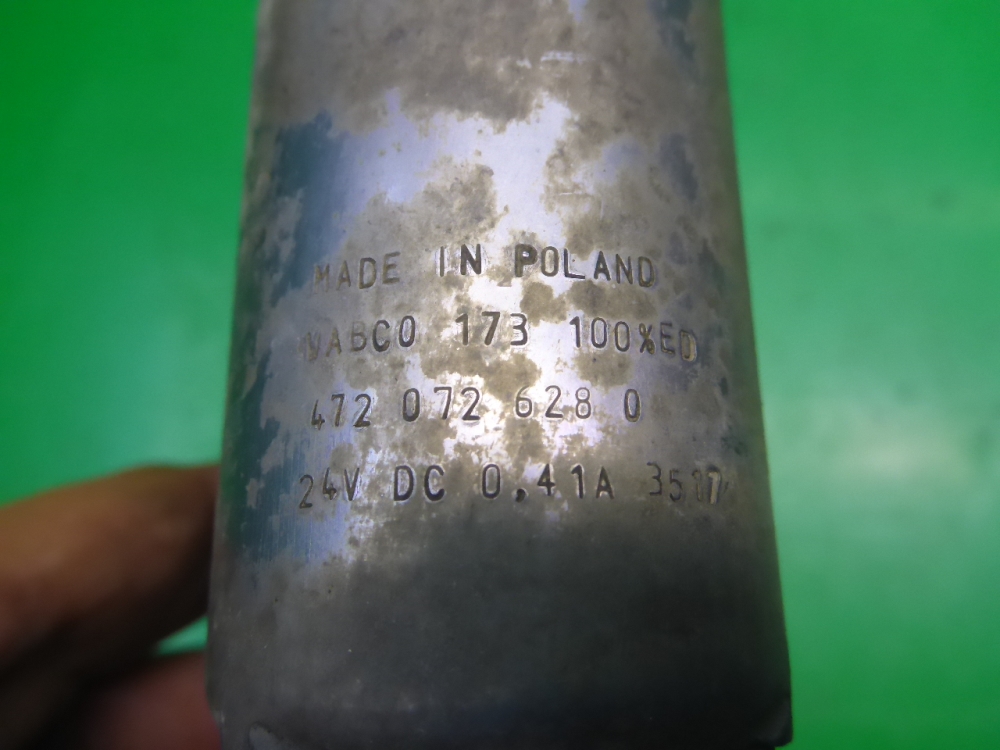 MADE IN POLAND
WABCO 173 100%ED
472 072 628 0
24V DC 0,41A